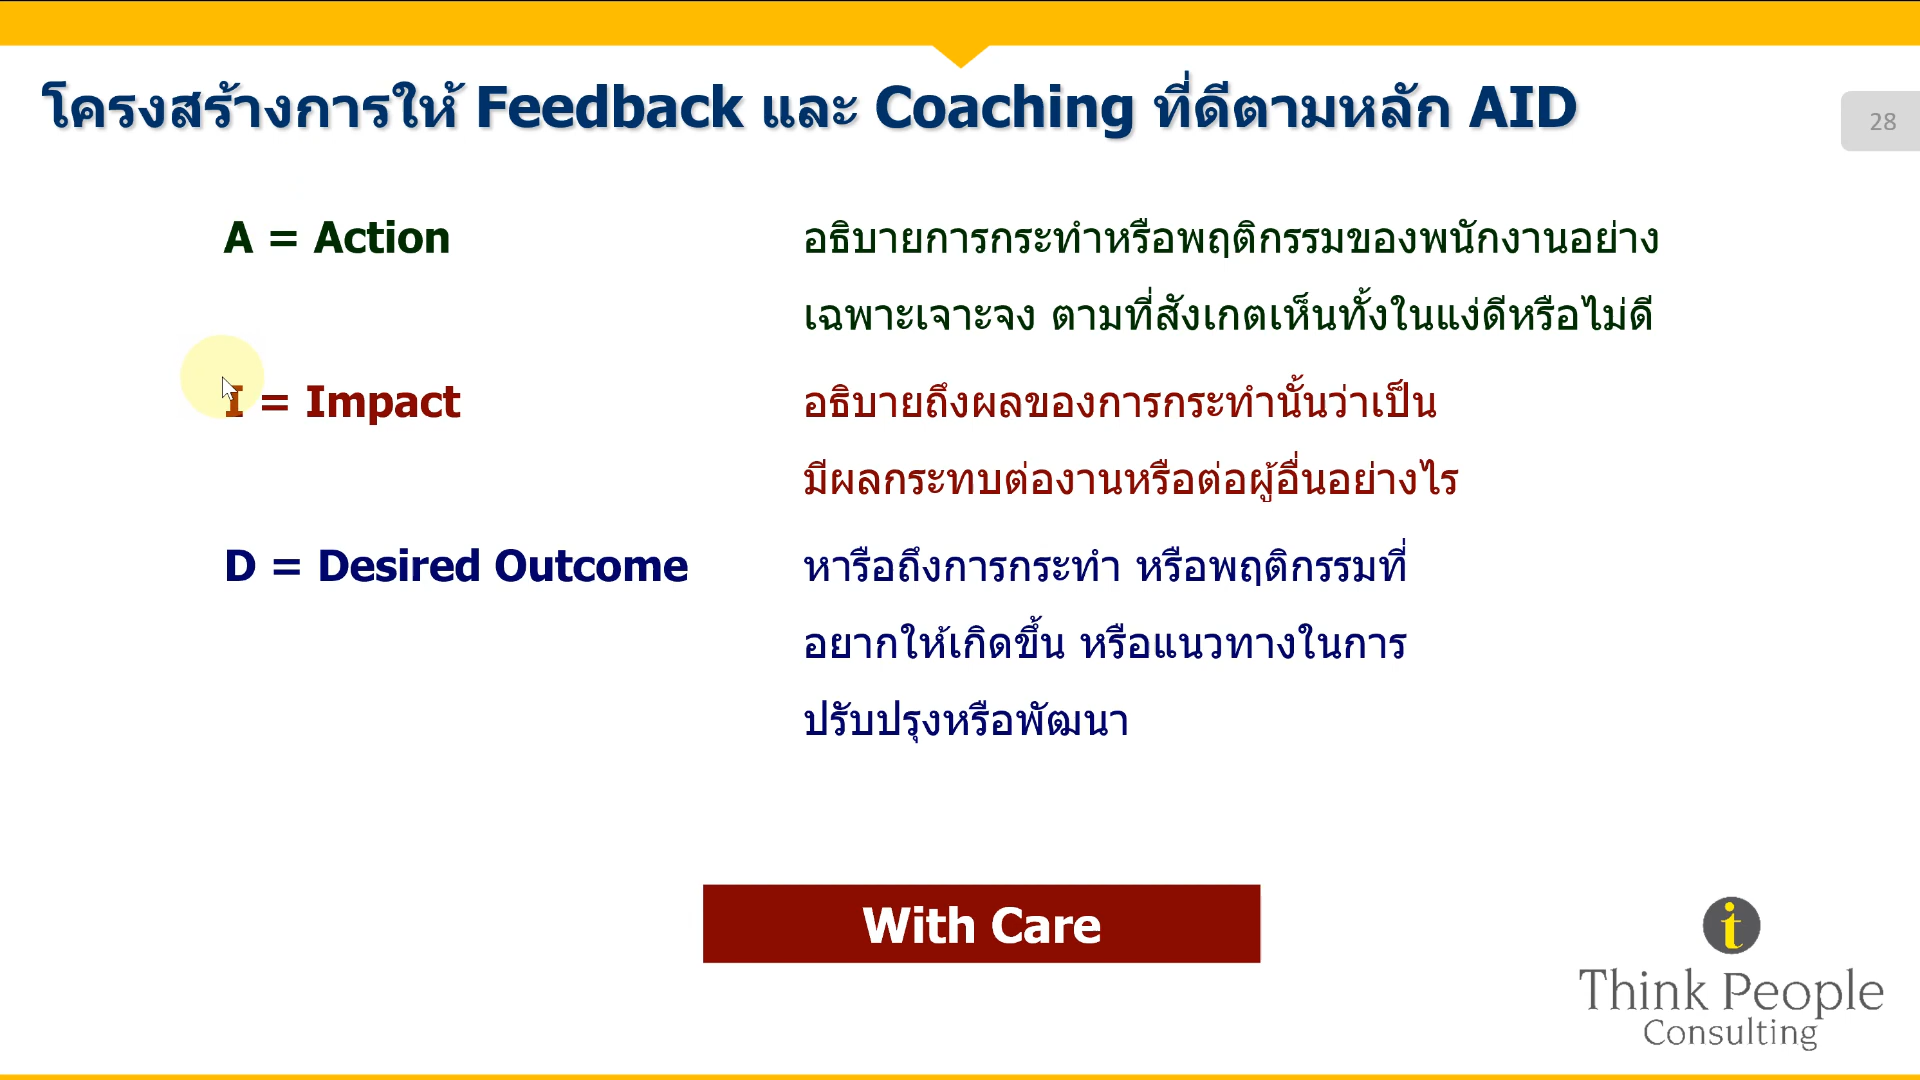 โครงสร้างการให้ Feedback และ Coaching ที่ดีตามหลัก AID
28
A = Action
อธิบายการกระทำหรือพฤติกรรมของพนักงานอย่าง
เฉพาะเจาะจง ตามที่สังเกตเห็นทั้งในแง่ดีหรือไม่ดี
I = Impact
อธิบายถึงผลของการกระทำนั้นว่าเป็น
มีผลกระทบต่องานหรือต่อผู้อื่นอย่างไร
D = Desired Outcome
หารือถึงการกระทำ หรือพฤติกรรมที่
อยากให้เกิดขึ้น หรือแนวทางในการ
ปรับปรุงหรือพัฒนา
With Care
i
Think People
Consulting